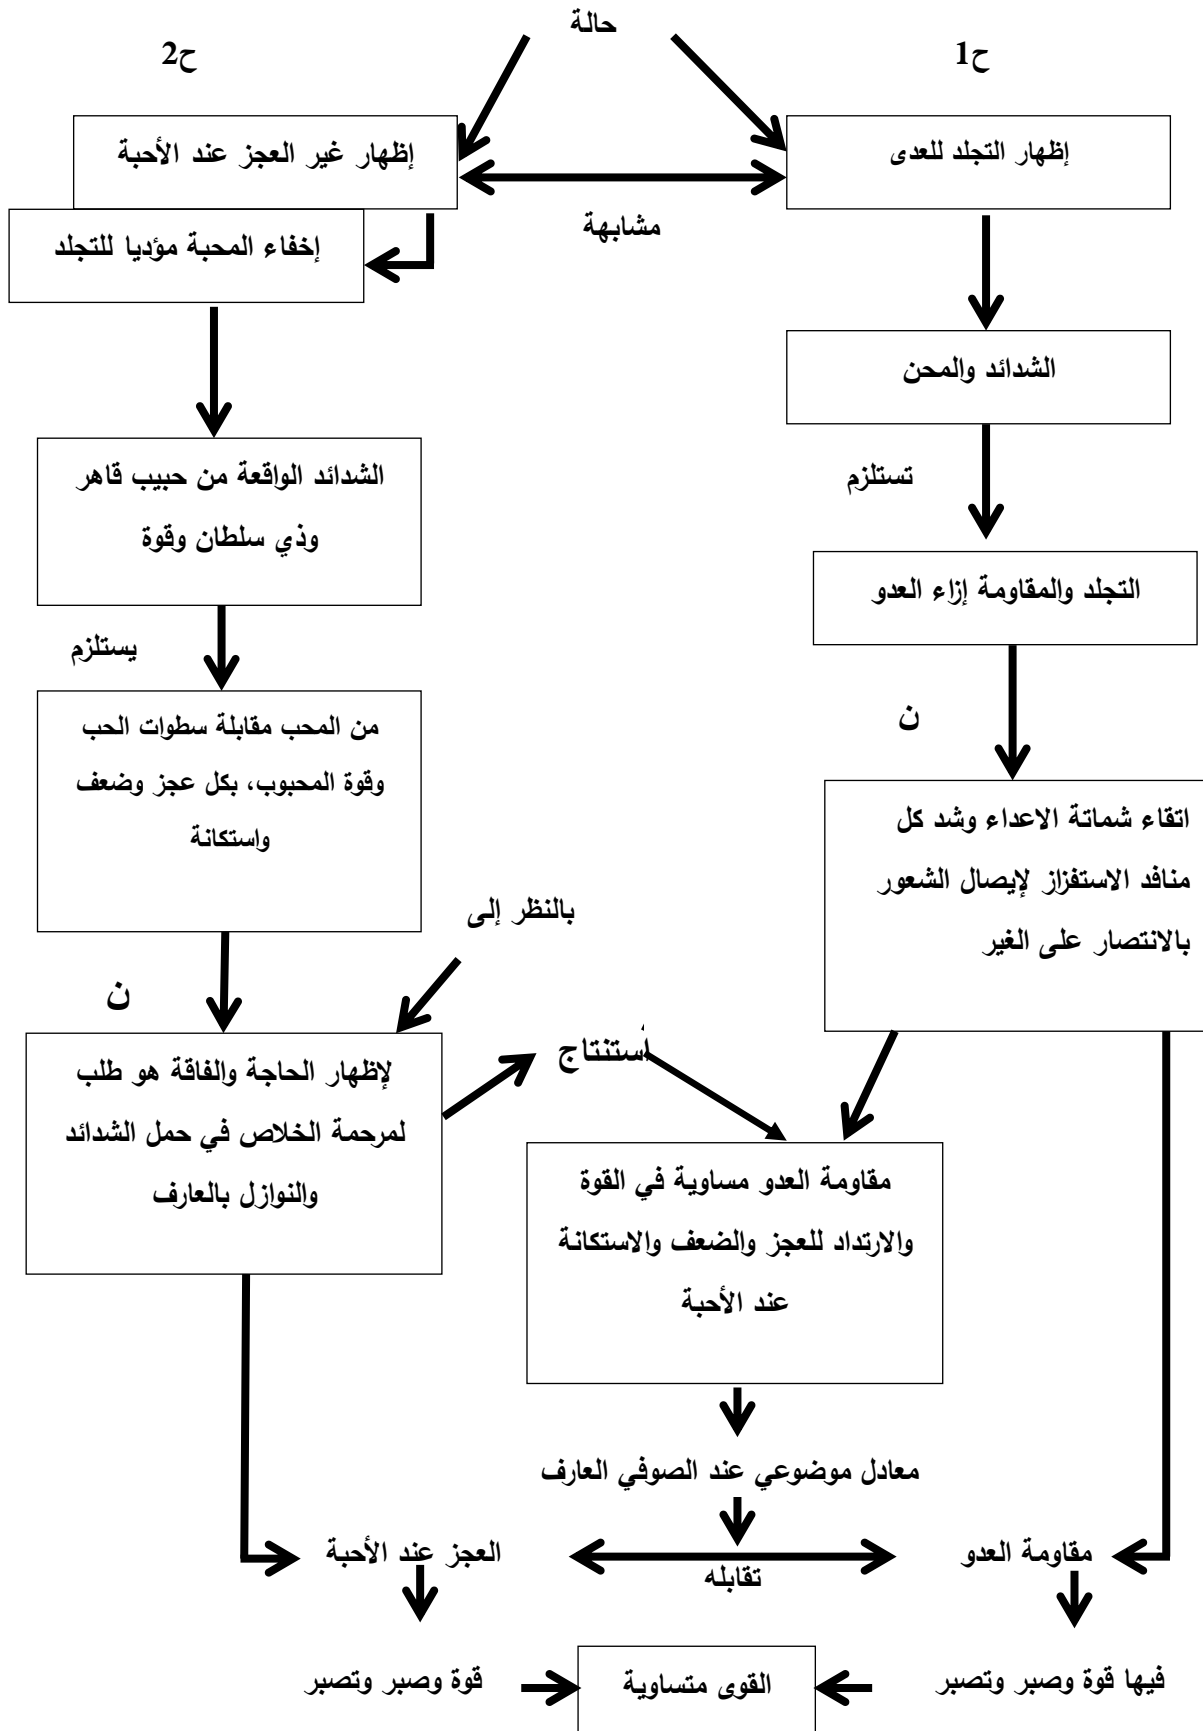 حالة
ح1
ح2
إظهار التجلد للعدى
إظهار غير العجز عند الأحبة
مشابهة
إخفاء المحبة مؤديا للتجلد
الشدائد والمحن
تستلزم
الشدائد الواقعة من حبيب قاهر
وذي سلطان وقوة
التجلد والمقاومة إزاء العدو
يستلزم
ن
من المحب مقابلة سطوات الحب
وقوة المحبوب، بكل عجز وضعف
واستكانة
اتقاء شماتة الاعداء وشد كل
منافد الاستفزاز لإيصال الشعور
بالانتصار على الغير
بالنظر إلى
ن
لإظهار الحاجة والفاقة هو طلب
لمرحمة الخلاص في حمل الشدائد
والنوازل بالعارف
استنتاج
مقاومة العدو مساوية في القوة
والارتداد للعجز والضعف والاستكانة
عند الأحبة
معادل موضوعي عند الصوفي العارف
مقاومة العدو
تقابله
العجز عند الأحبة
فيها قوة وصبر وتصبر
القوى متساوية
قوة وصبر وتصبر